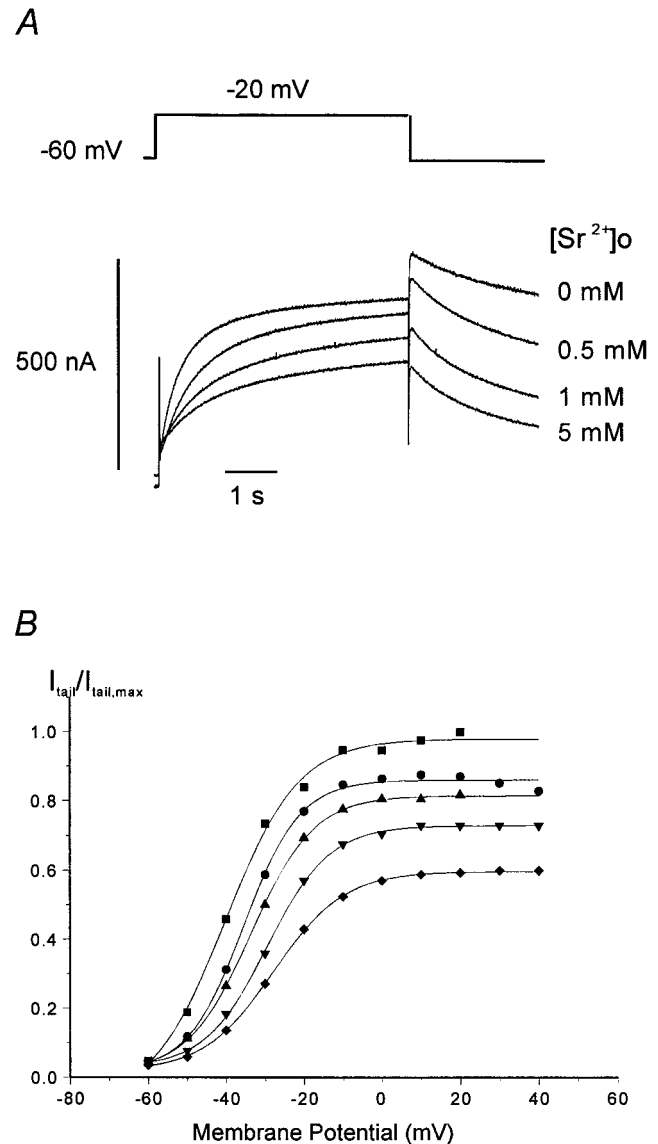 A
-20 mV
-60 mV
[Sr 2+]o
0 mM
0.5 mM
500 nA
1 mM
5 mM
1 s
B
Itail/Itail,max
1.0
0.8
0.6
0.4
0.2
0.0
-80 -60 -40 -20 0 20 40 60
Membrane Potential (mV)